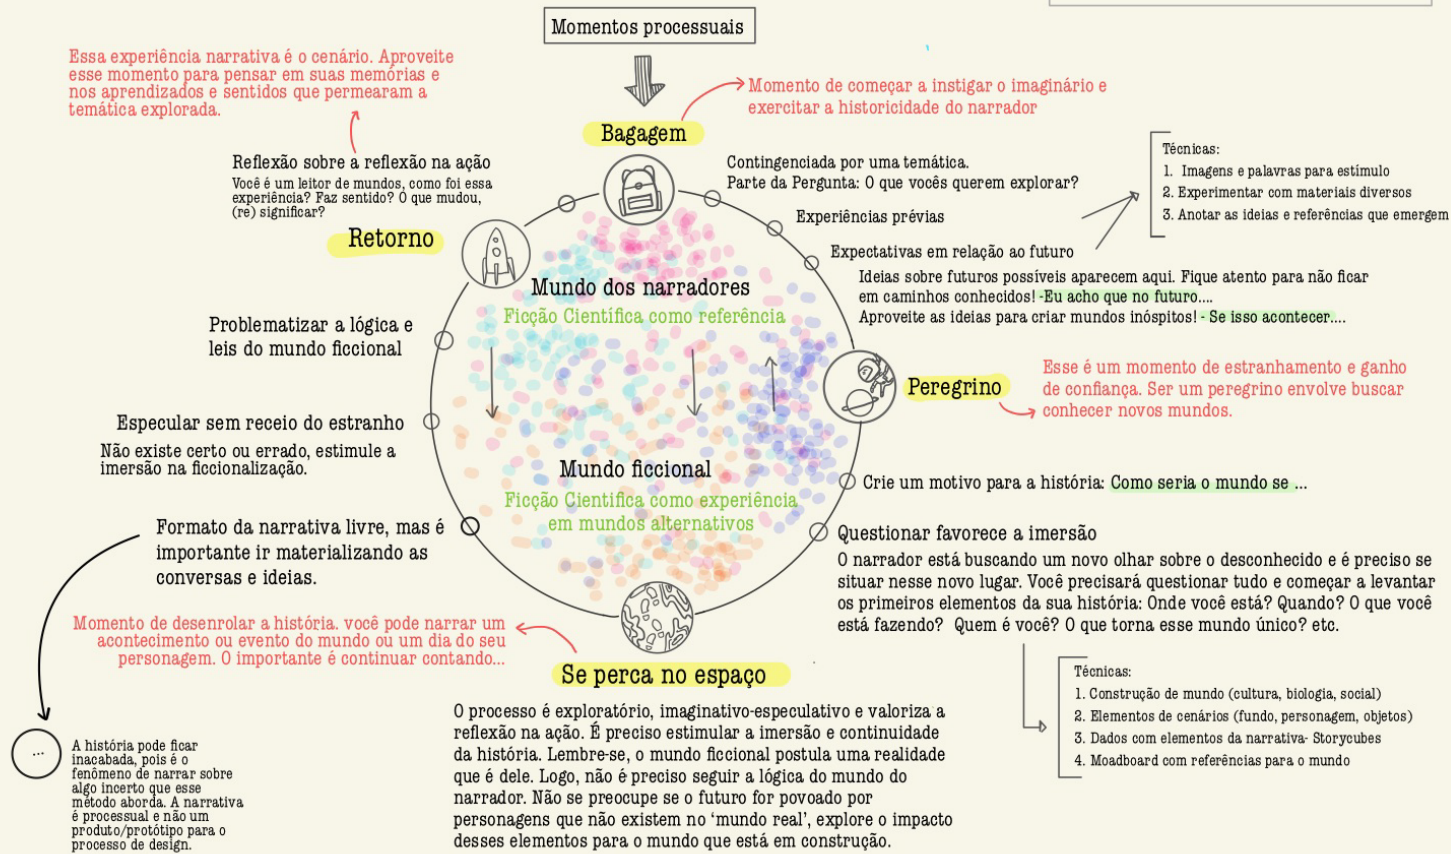 Momentos processuais
Essa experiência narrativa é o cenário. Aproveite
esse momento para pensar em suas memórias e
nos aprendizados e sentidos que permearam a
temática explorada.
Momento de começar a instigar o imaginário e
exercitar a historicidade do narrador
Bagagem
Contingenciada por uma temática.
Parte da Pergunta: O que vocês querem explorar?
Experiências prévias
Expectativas em relação ao futuro
Ideias sobre futuros possíveis aparecem aqui. Fique atento para não ficar
em caminhos conhecidos! -Eu acho que no futuro....
Aproveite as ideias para criar mundos inóspitos! - Se isso acontecer....
Técnicas:
1. Imagens e palavras para estímulo
2. Experimentar com materiais diversos
3. Anotar as ideias e referências que emergem
Reflexão sobre a reflexão na ação
Você é um leitor de mundos, como foi essa
experiência? Faz sentido? O que mudou,
(re) significar?
Retorno
Mundo dos narradores
Ficção Científica como referência
Mundo ficcional
Ficção Cientifica como experiência
em mundos alternativos
Peregrino
Esse é um momento de estranhamento e ganho
de confiança. Ser um peregrino envolve buscar
conhecer novos mundos.
Crie um motivo para a história: Como seria o mundo se ...
Questionar favorece a imersão
O narrador está buscando um novo olhar sobre o desconhecido e é preciso se
situar nesse novo lugar. Você precisará questionar tudo e começar a levantar
os primeiros elementos da sua história: Onde você está? Quando? O que você
está fazendo? Quem é você? O que torna esse mundo único? etc.
Técnicas:
1. Construção de mundo (cultura, biologia, social)
2. Elementos de cenários (fundo, personagem, objetos)
3. Dados com elementos da narrativa- Storycubes
4. Moadboard com referências para o mundo
Problematizar a lógica e
leis do mundo ficcional
Especular sem receio do estranho
Não existe certo ou errado, estimule a
imersão na ficcionalização.
Formato da narrativa livre, mas é
importante ir materializando as
conversas e ideias.
Momento de desenrolar a história. você pode narrar um
acontecimento ou evento do mundo ou um dia do seu
personagem. O importante é continuar contando...
Se perca no espaço
O processo é exploratório, imaginativo-especulativo e valoriza a
reflexão na ação. É preciso estimular a imersão e continuidade
da história. Lembre-se, o mundo ficcional postula uma realidade
que é dele. Logo, não é preciso seguir a lógica do mundo do
narrador. Não se preocupe se o futuro for povoado por
personagens que não existem no 'mundo real', explore o impacto
desses elementos para o mundo que está em construção.
...
A história pode ficar
inacabada, pois é o
fenômeno de narrar sobre
algo incerto que esse
método aborda. A narrativa
é processual e não um
produto/protótipo para o
processo de design.